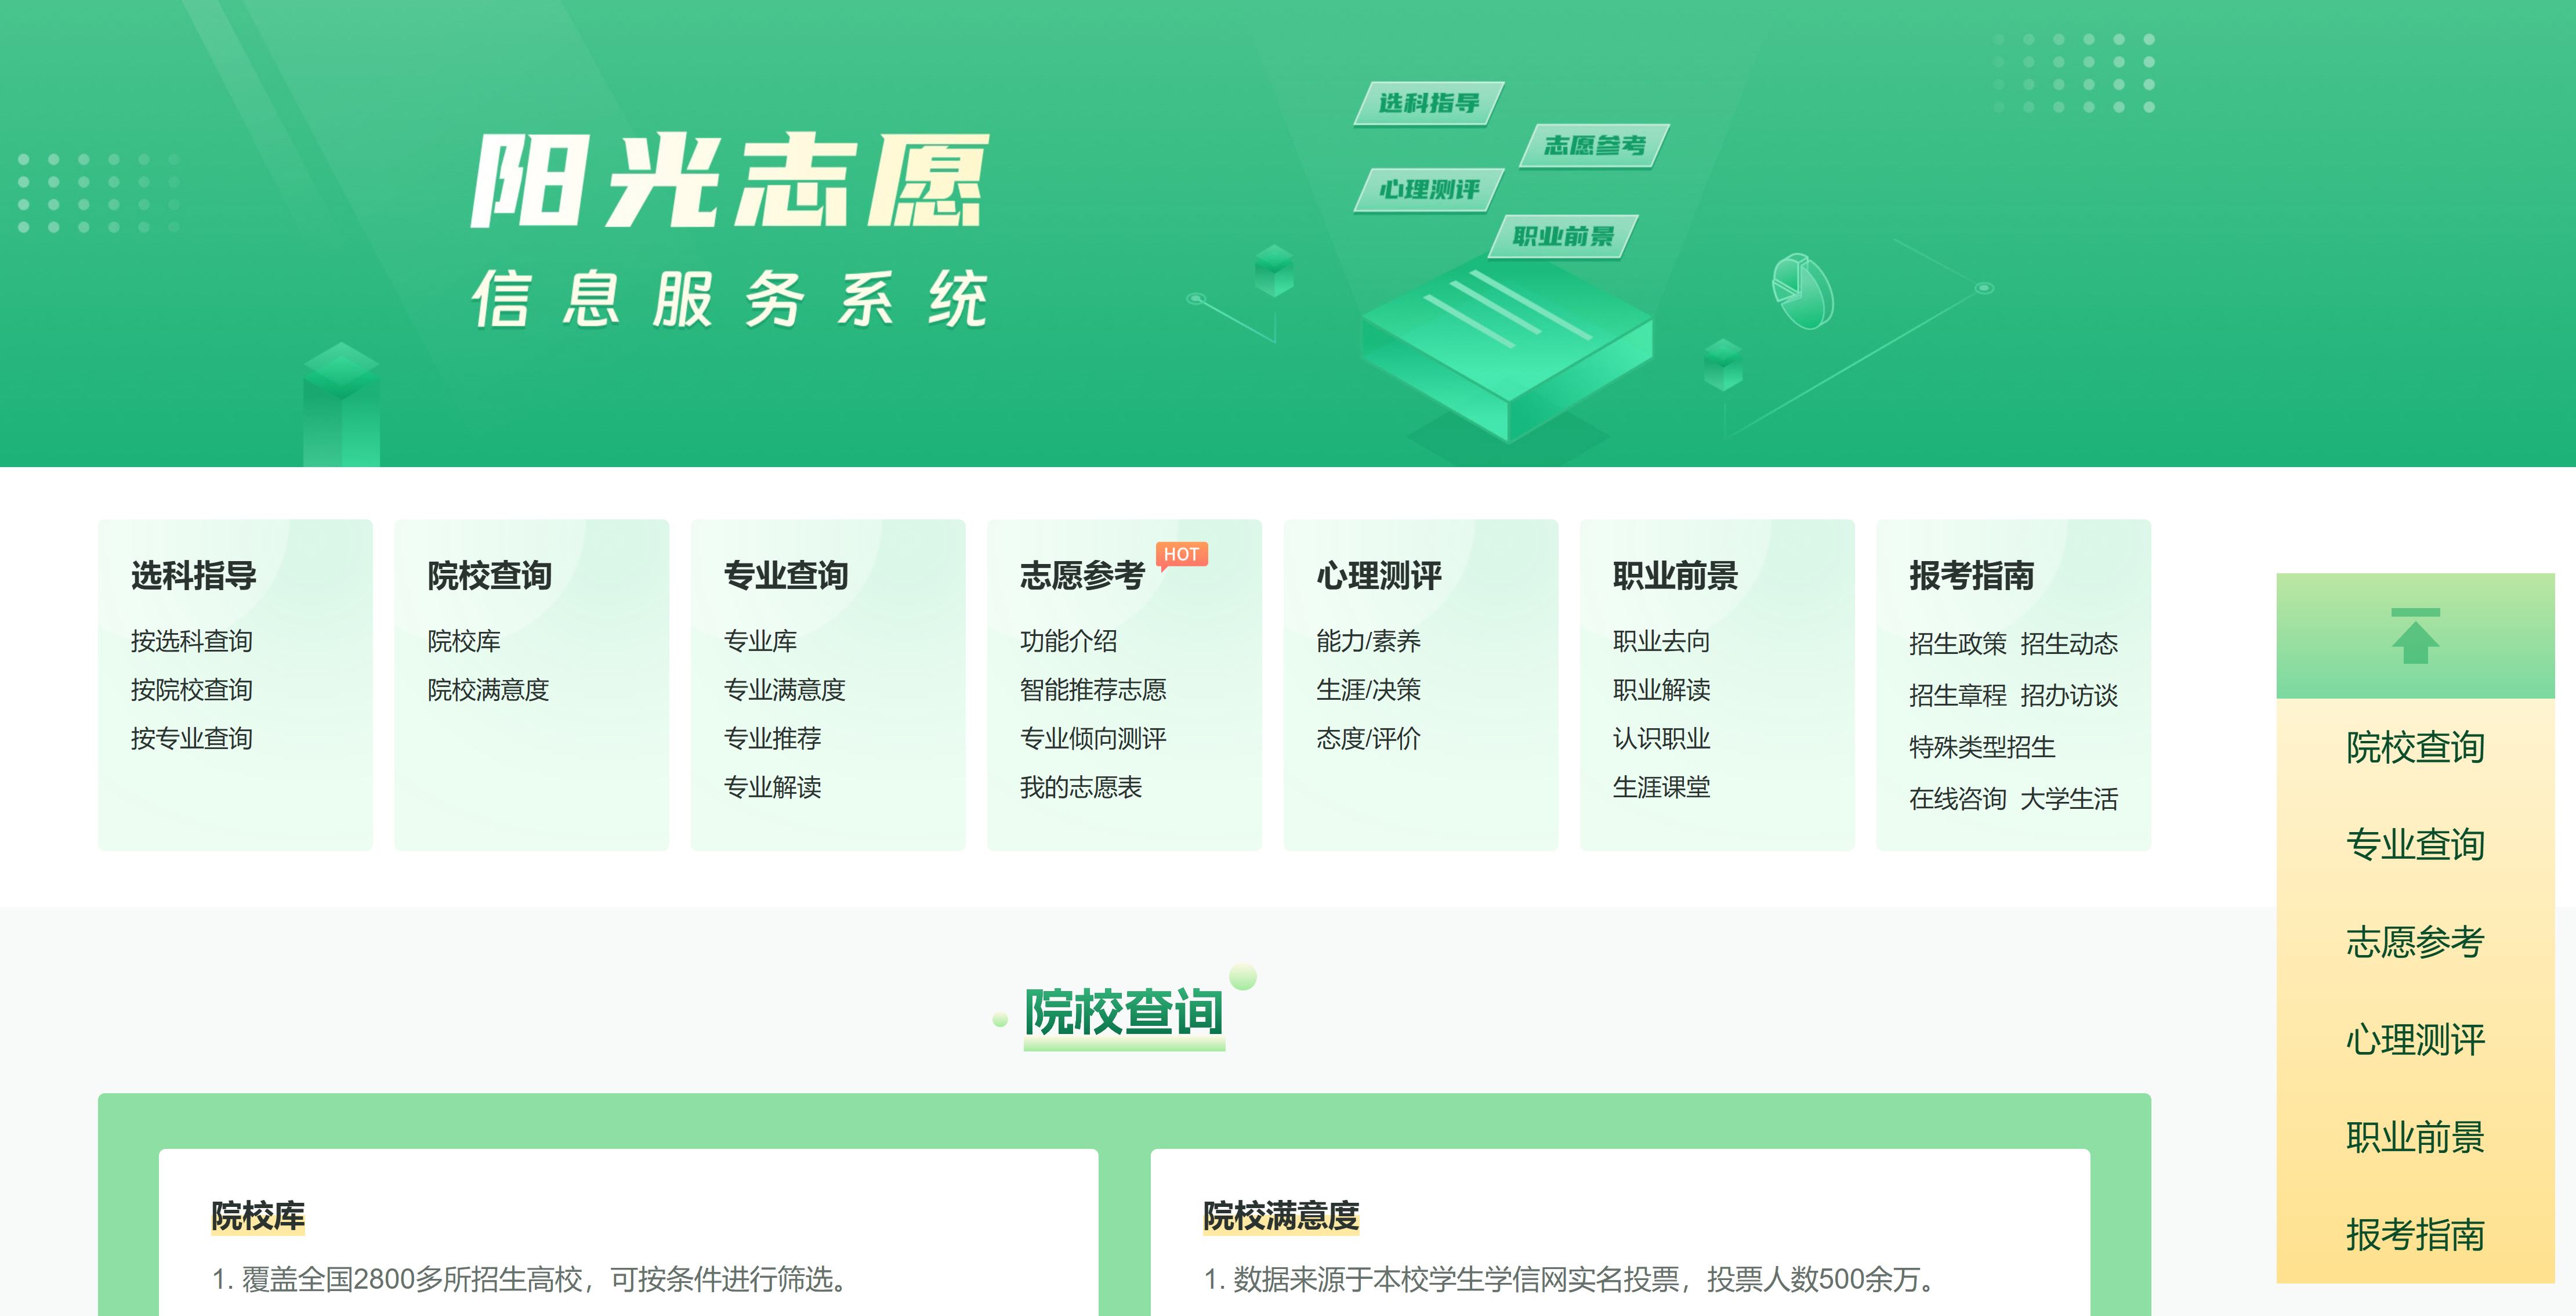 阳光志愿
信息服务系统
选科指导
志愿参考
心理测评
职业前景
选科指导
按选科查询
按院校查询
按专业查询
院校查询
院校库
院校满意度
专业查询
专业库
专业满意度
专业推荐
专业解读
志愿参考
HOT
功能介绍
智能推荐志愿
专业倾向测评
我的志愿表
心理测评
能力/素养
生涯/决策
态度/评价
职业前景
职业去向
职业解读
认识职业
生涯课堂
报考指南
招生政策 招生动态
招生章程 招办访谈
特殊类型招生
在线咨询 大学生活
院校查询
专业查询
志愿参考
心理测评
职业前景
报考指南
院校查询
院校库
1. 覆盖全国2800多所招生高校，可按条件进行筛选。
院校满意度
1. 数据来源于本校学生学信网实名投票，投票人数500余万。